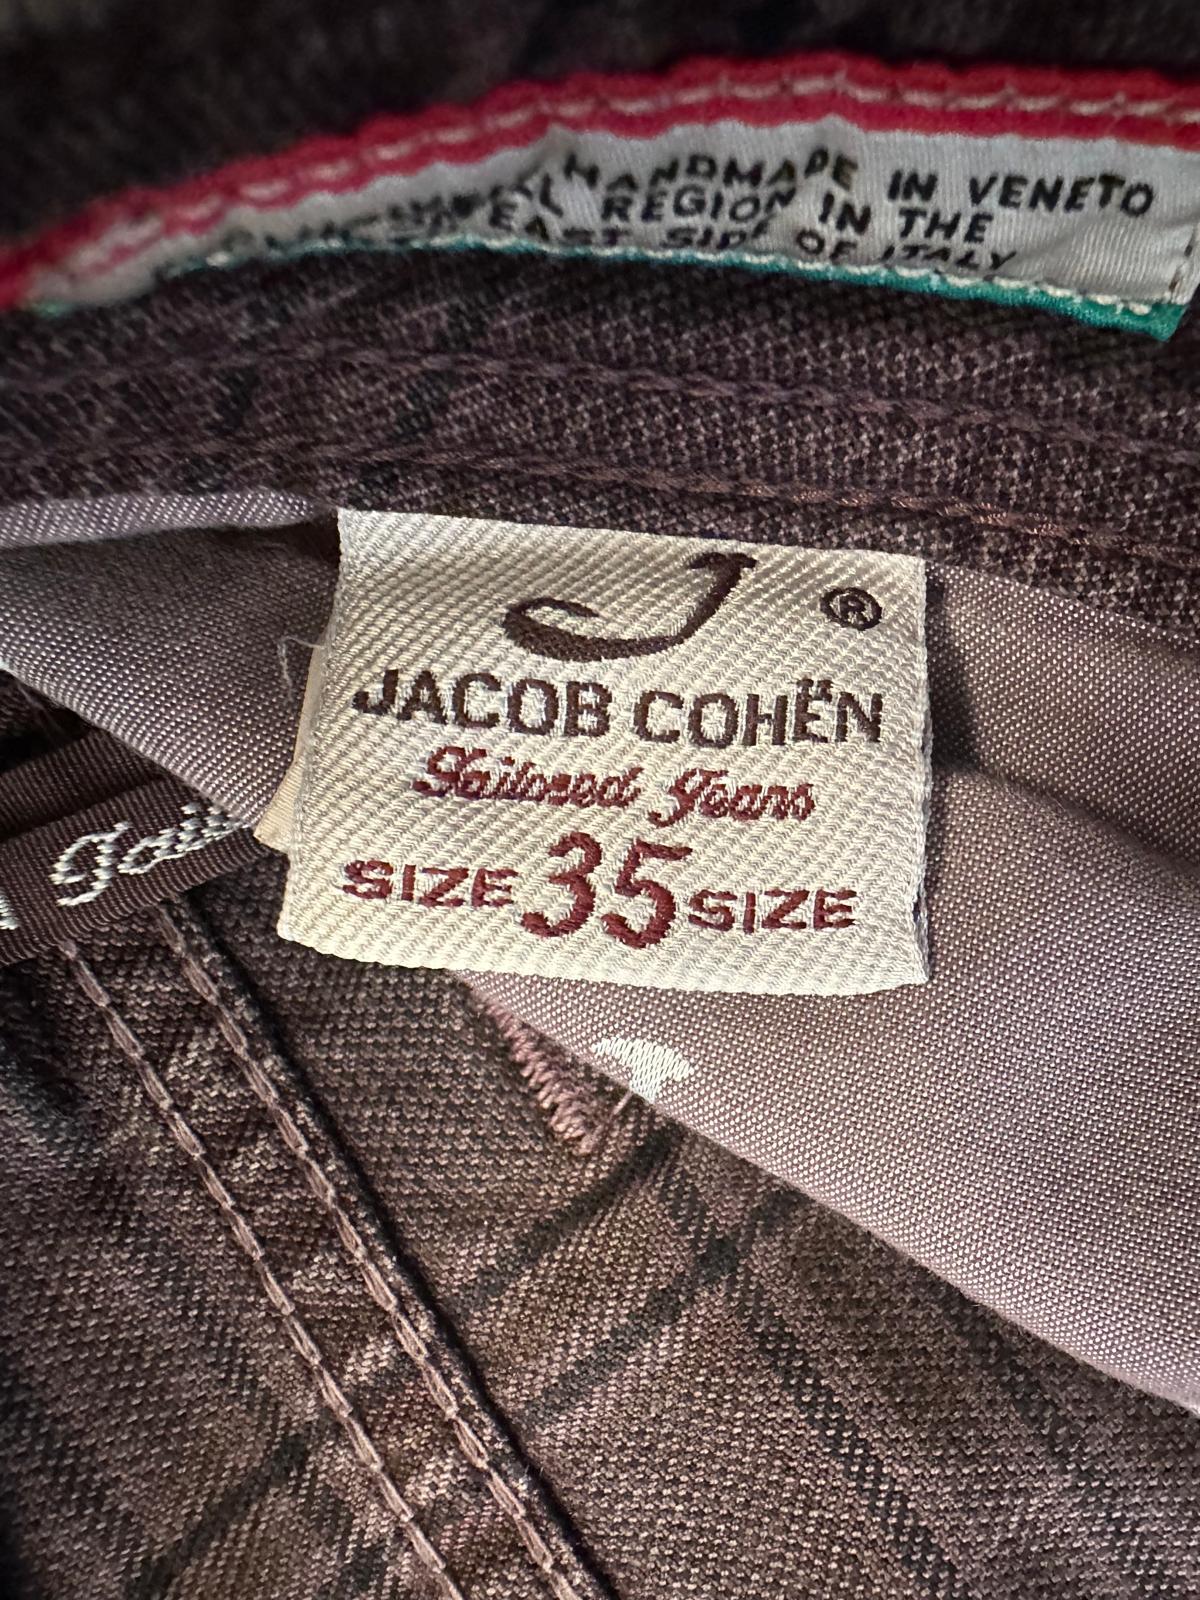 HANDMADE IN VENETO
REGION IN THE
EAST SIDE OF ITALY
®
JACOB COHËN
Tailored Jeans
SIZE 35 SIZE